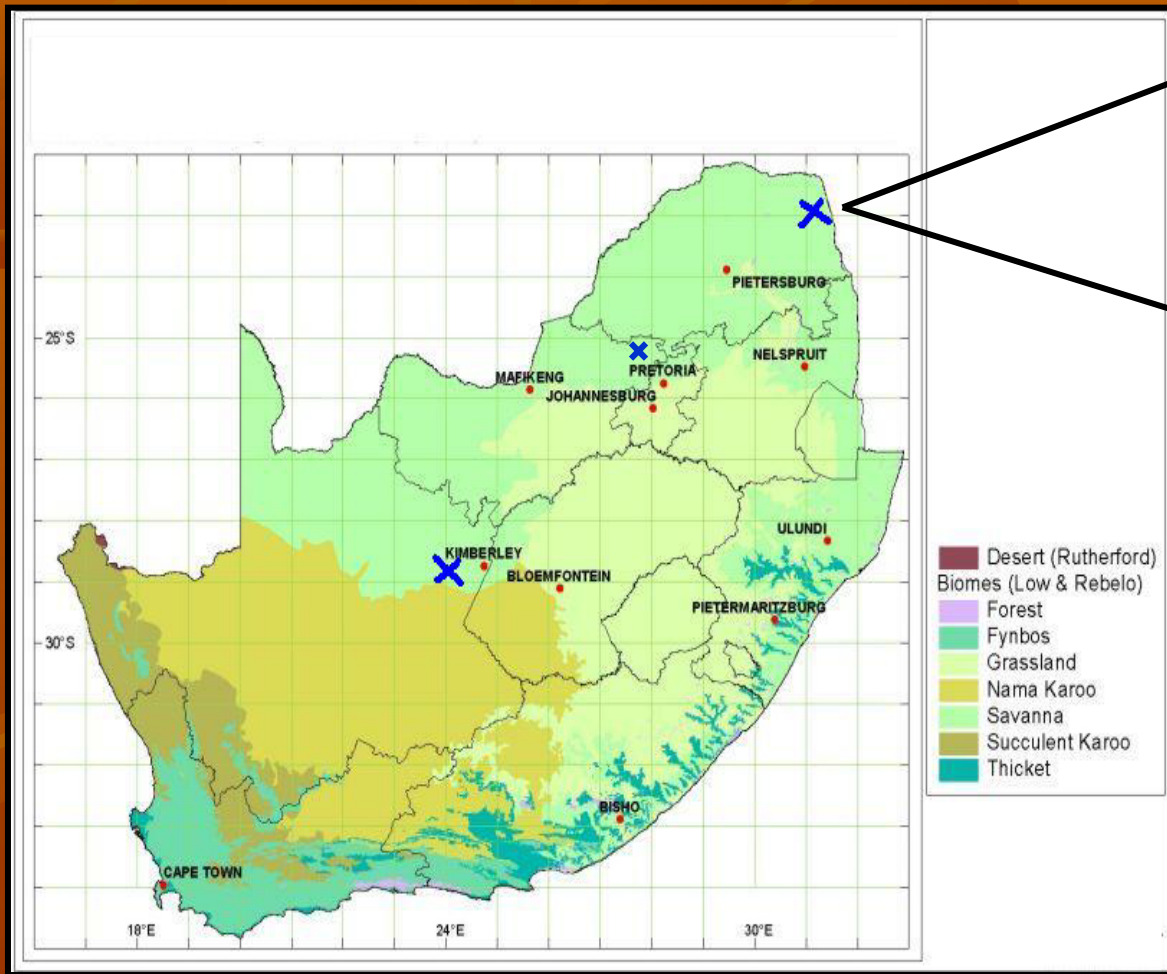 PIETERSBURG
25°S
NELSPRUIT
PRETORIA
MAFIKENG
JOHANNESBURG
ULUNDI
KIMBERLEY
BLOEMFONTEIN
PIETERMARITZBURG
30°S
BISHO
CAPE TOWN
18°E
24°E
30°E
Desert (Rutherford)
Biomes (Low & Rebelo)
Forest
Fynbos
Grassland
Nama Karoo
Savanna
Succulent Karoo
Thicket